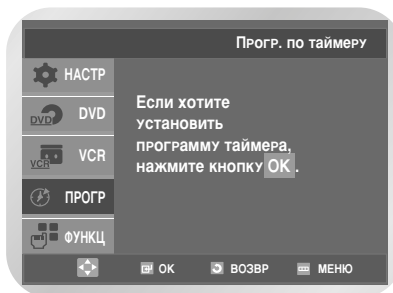 Прогр. по таймеру
НАСТР
DVD DVD
VCR VCR
ПРОГР
ФУНКЦ
Если хотите
установить
программу таймера,
нажмите кнопку OK .
OK ВОЗВР МЕНЮ